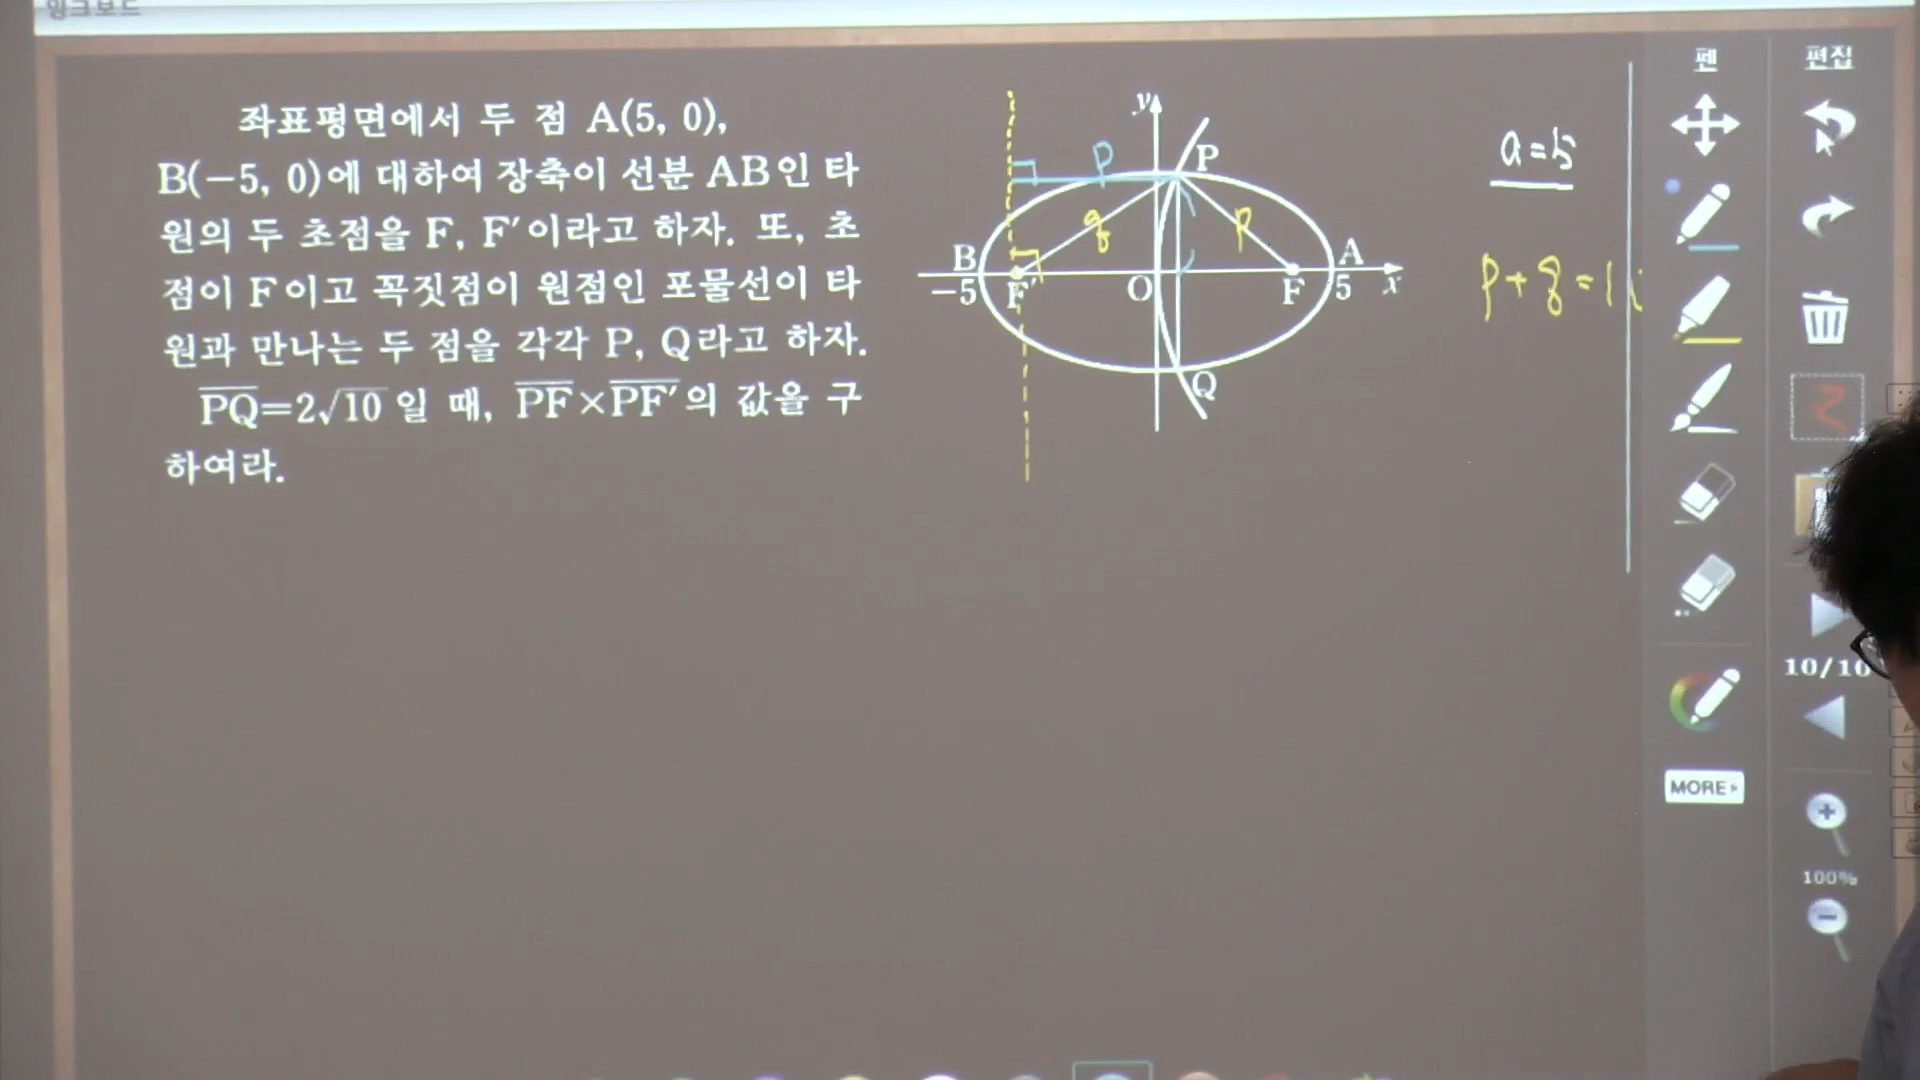 링크보드
좌표평면에서 두 점 A(5, 0),
B(−5, 0)에 대하여 장축이 선분 AB인 타
원의 두 초점을 F, F′이라고 하자. 또, 초
점이 F이고 꼭짓점이 원점인 포물선이 타
원과 만나는 두 점을 각각 P, Q라고 하자.
PQ=2√10 일 때, PF×PF′의 값을 구
하여라.
y
P
P
q
p
B
A
−5
F′
O
F
5
x
Q
a=5
p+q=1
펜
편집
10/10
MORE
100%